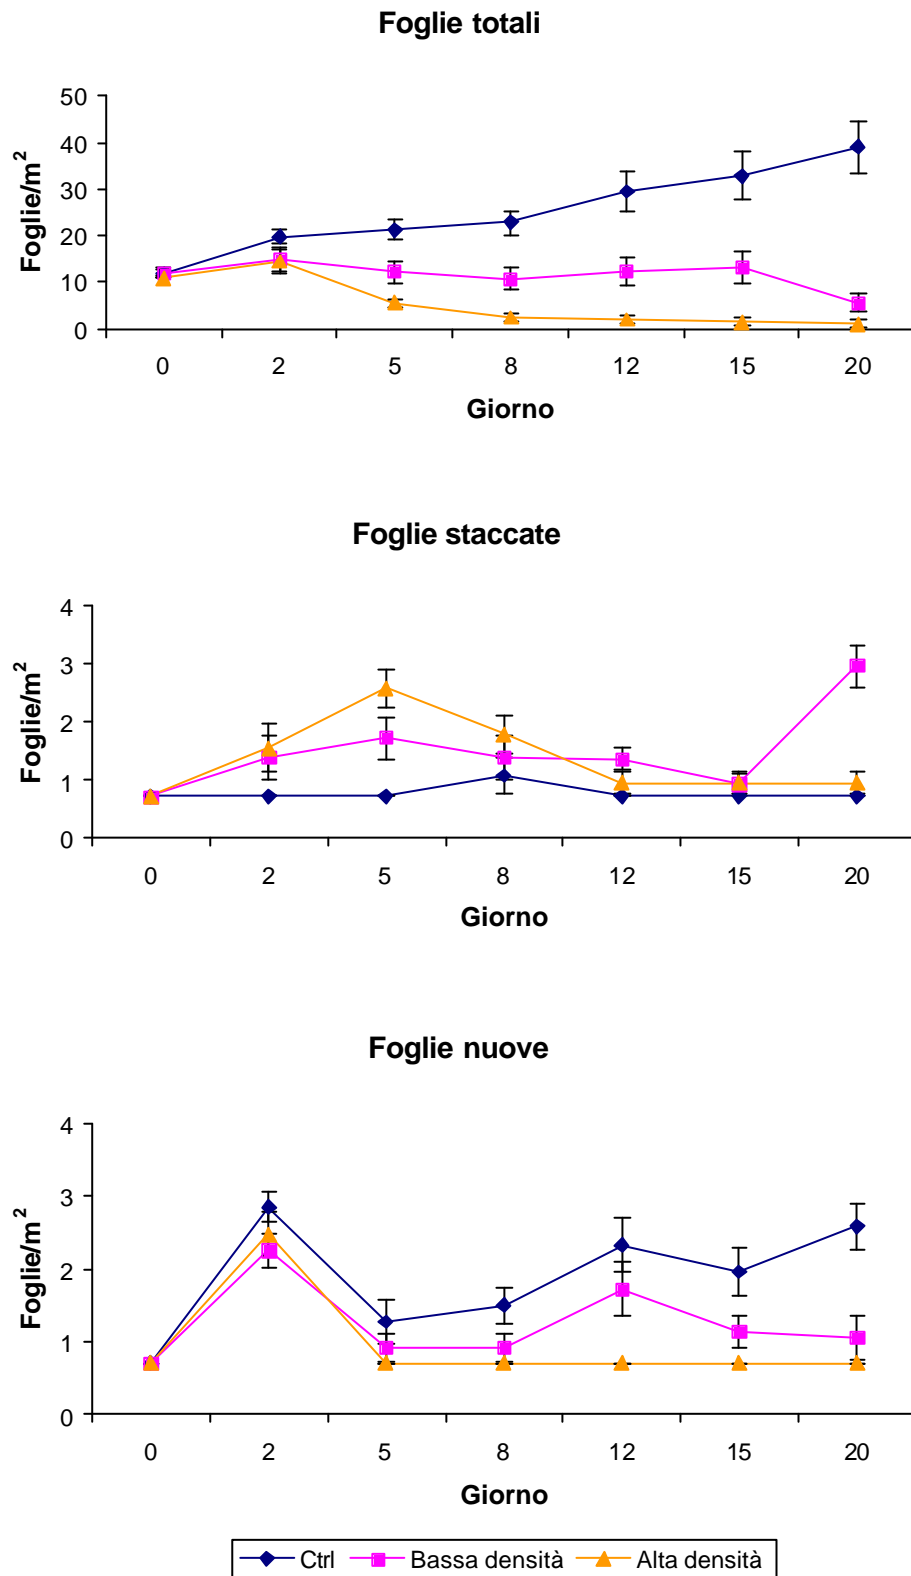 Foglie totali
50
40
30
20
10
0
Foglie/m²
0 2 5 8 12 15 20
Giorno
Foglie staccate
4
3
2
1
0
Foglie/m²
0 2 5 8 12 15 20
Giorno
Foglie nuove
4
3
2
1
0
Foglie/m²
0 2 5 8 12 15 20
Giorno
Ctrl Bassa densità Alta densità